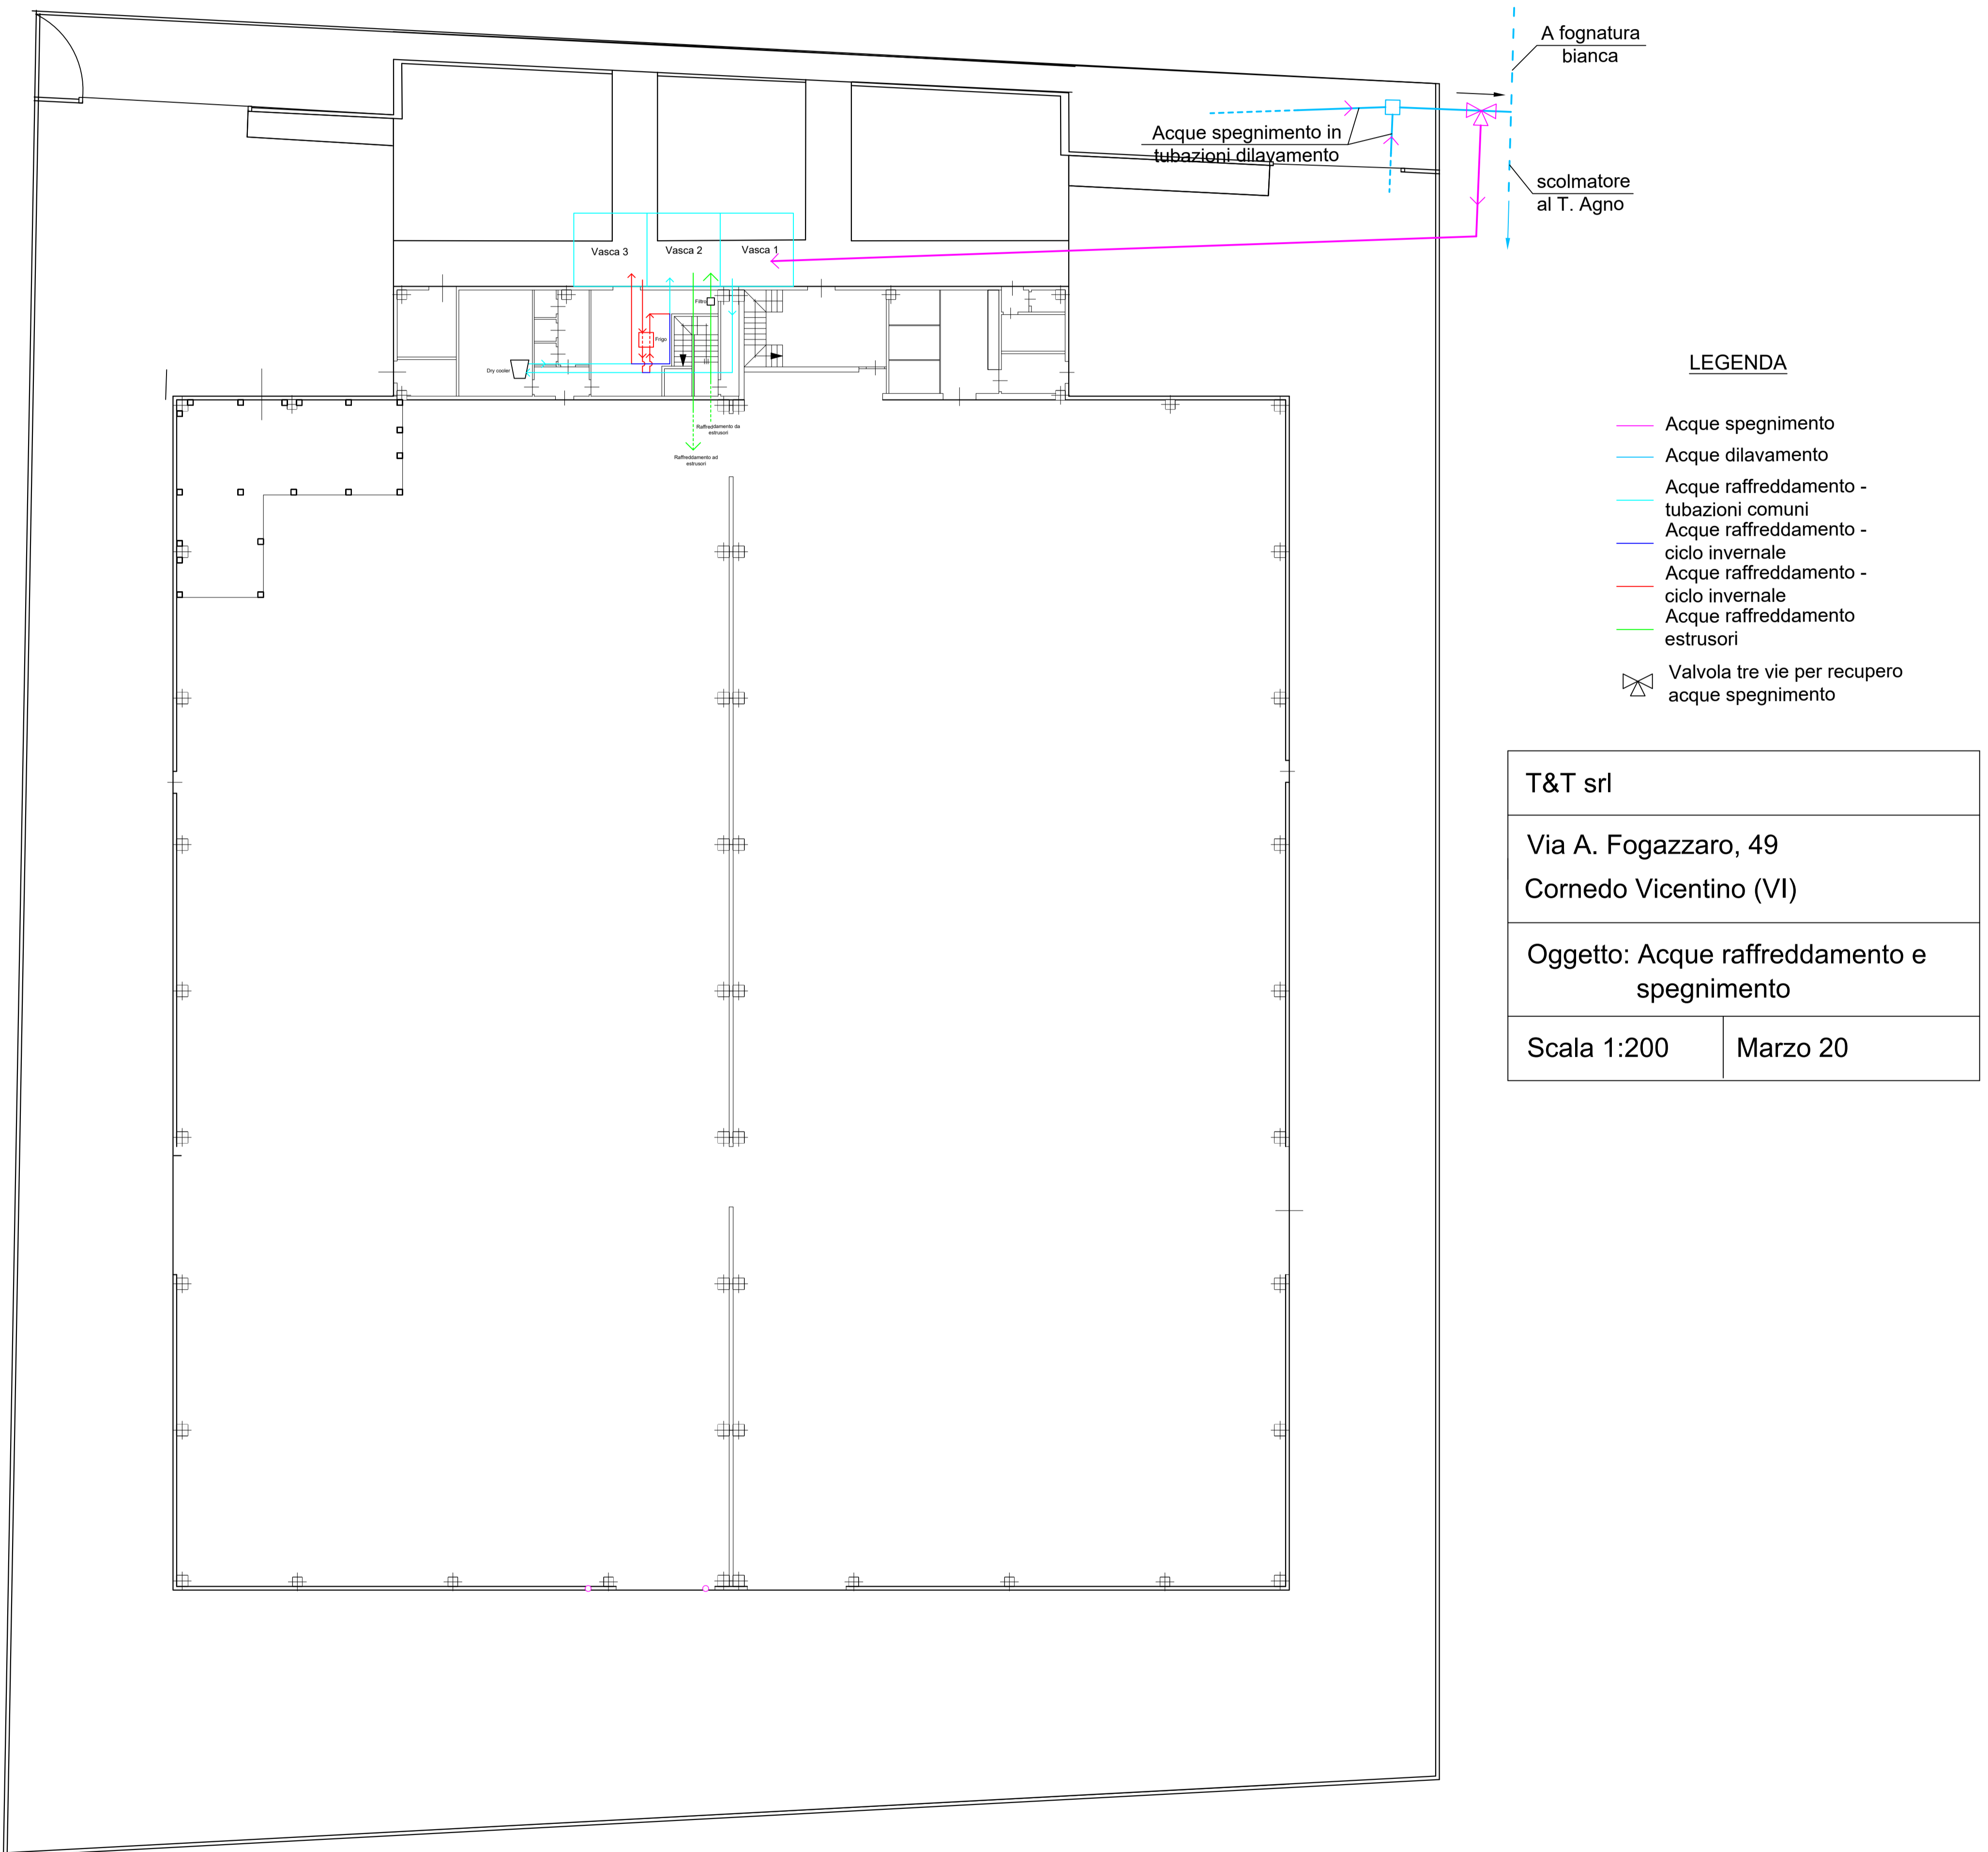 A fognatura
bianca
Acque spegnimento in
tubazioni dilavamento
scolmatore
al T. Agno
Vasca 3
Vasca 2
Vasca 1
Filtro
Frigo
Dry cooler
Raffreddamento da
estrusori
Raffreddamento ad
estrusori
LEGENDA
Acque spegnimento
Acque dilavamento
Acque raffreddamento -
tubazioni comuni
Acque raffreddamento -
ciclo invernale
Acque raffreddamento -
ciclo invernale
Acque raffreddamento
estrusori
Valvola tre vie per recupero
acque spegnimento
T&T srl
Via A. Fogazzaro, 49
Cornedo Vicentino (VI)
Oggetto: Acque raffreddamento e
spegnimento
Scala 1:200
Marzo 20